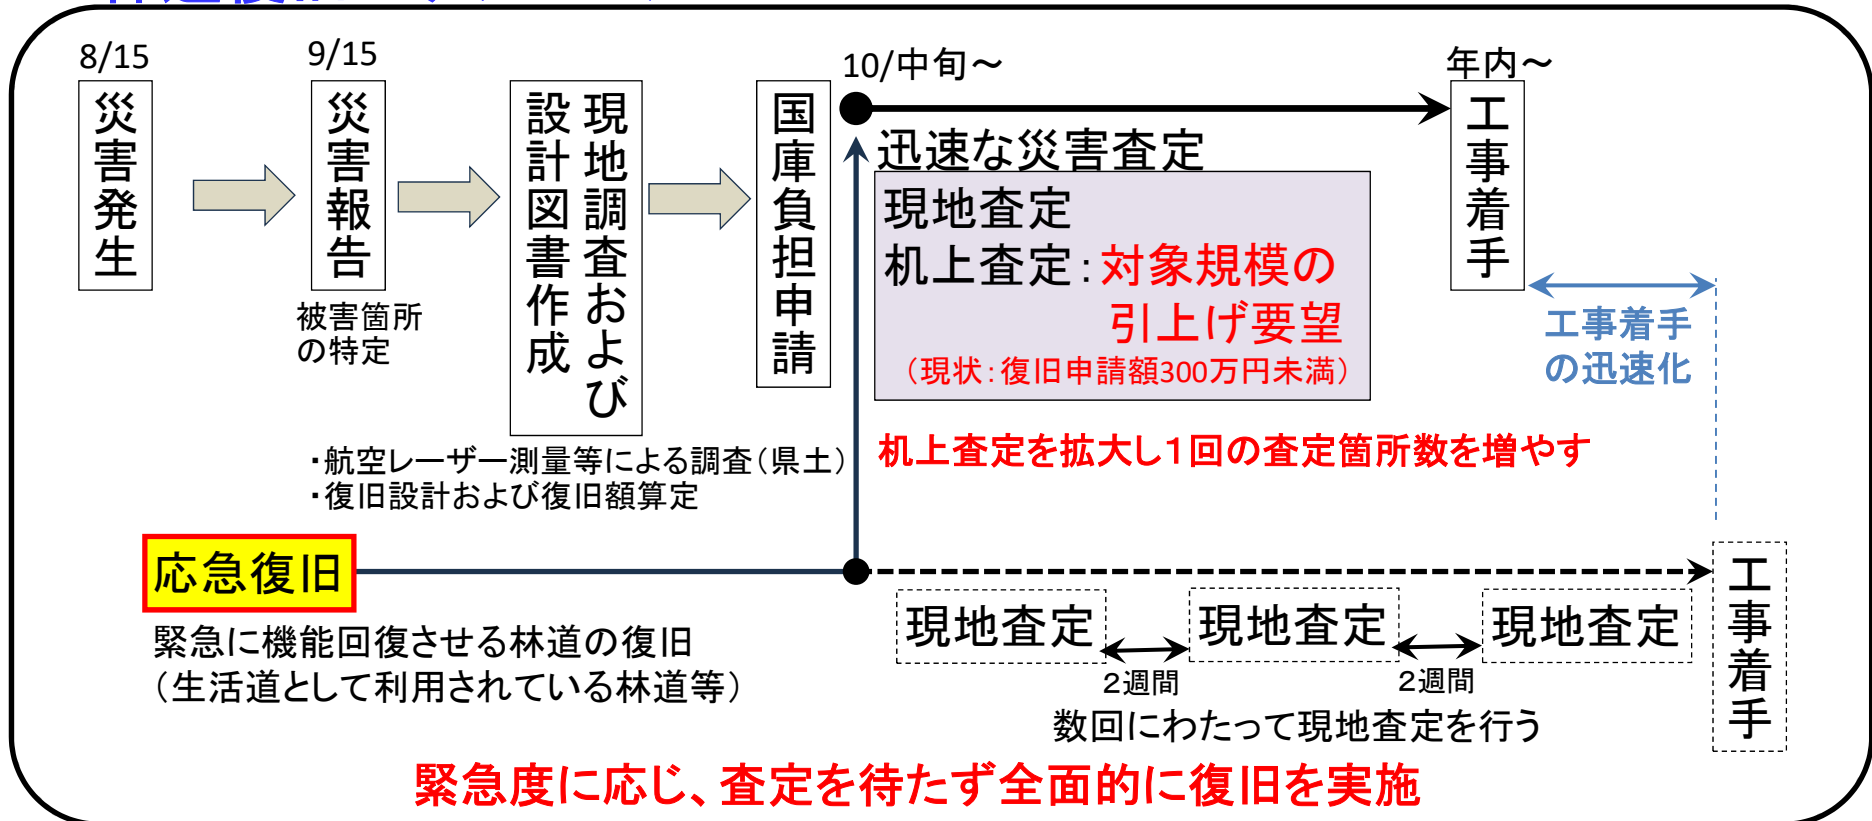 8/15
災害発生
9/15
災害報告
被害箇所
の特定
現地調査および
設計図書作成
・航空レーザー測量等による調査(県土)
・復旧設計および復旧額算定
国庫負担申請
10/中旬～
迅速な災害査定
現地査定
机上査定：対象規模の
引上げ要望
（現状：復旧申請額300万円未満）
机上査定を拡大し１回の査定箇所数を増やす
年内～
工事着手
工事着手
の迅速化
応急復旧
緊急に機能回復させる林道の復旧
（生活道として利用されている林道等）
現地査定
２週間
現地査定
２週間
現地査定
数回にわたって現地査定を行う
工事着手
緊急度に応じ、査定を待たず全面的に復旧を実施